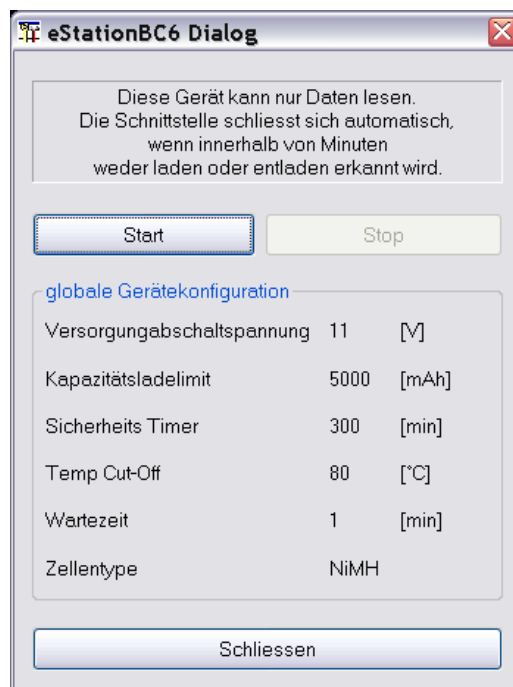 eStationBC6 Dialog
Diese Gerät kann nur Daten lesen.
Die Schnittstelle schliesst sich automatisch,
wenn innerhalb von Minuten
weder laden oder entladen erkannt wird.
Start Stop
globale Gerätekonfiguration
Versorgungabschaltspannung 11 [V]
Kapazitätsladelimit 5000 [mAh]
Sicherheits Timer 300 [min]
Temp Cut-Off 80 [°C]
Wartezeit 1 [min]
Zellentype NiMH
Schliessen